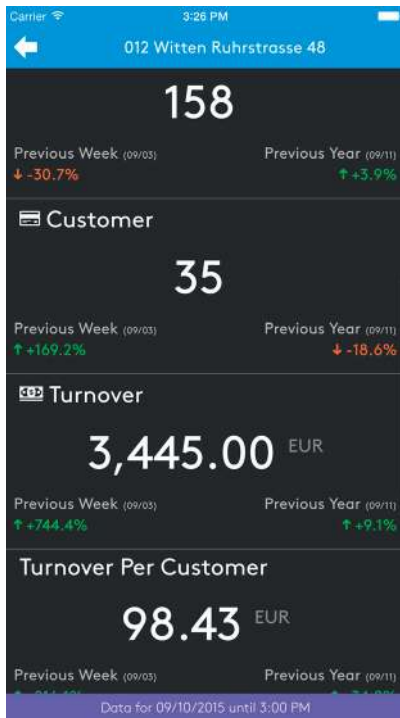 Carrier 3:26 PM
012 Witten Ruhrstrasse 48
158
Previous Week (09/03) Previous Year (09/11)
↓ -30.7% ↑ +3.9%
Customer
35
Previous Week (09/03) Previous Year (09/11)
↑ +169.2% ↓ -18.6%
Turnover
3,445.00 EUR
Previous Week (09/03) Previous Year (09/11)
↑ +744.4% ↑ +9.1%
Turnover Per Customer
98.43 EUR
Previous Week (09/03) Previous Year (09/11)
Data for 09/10/2015 until 3:00 PM